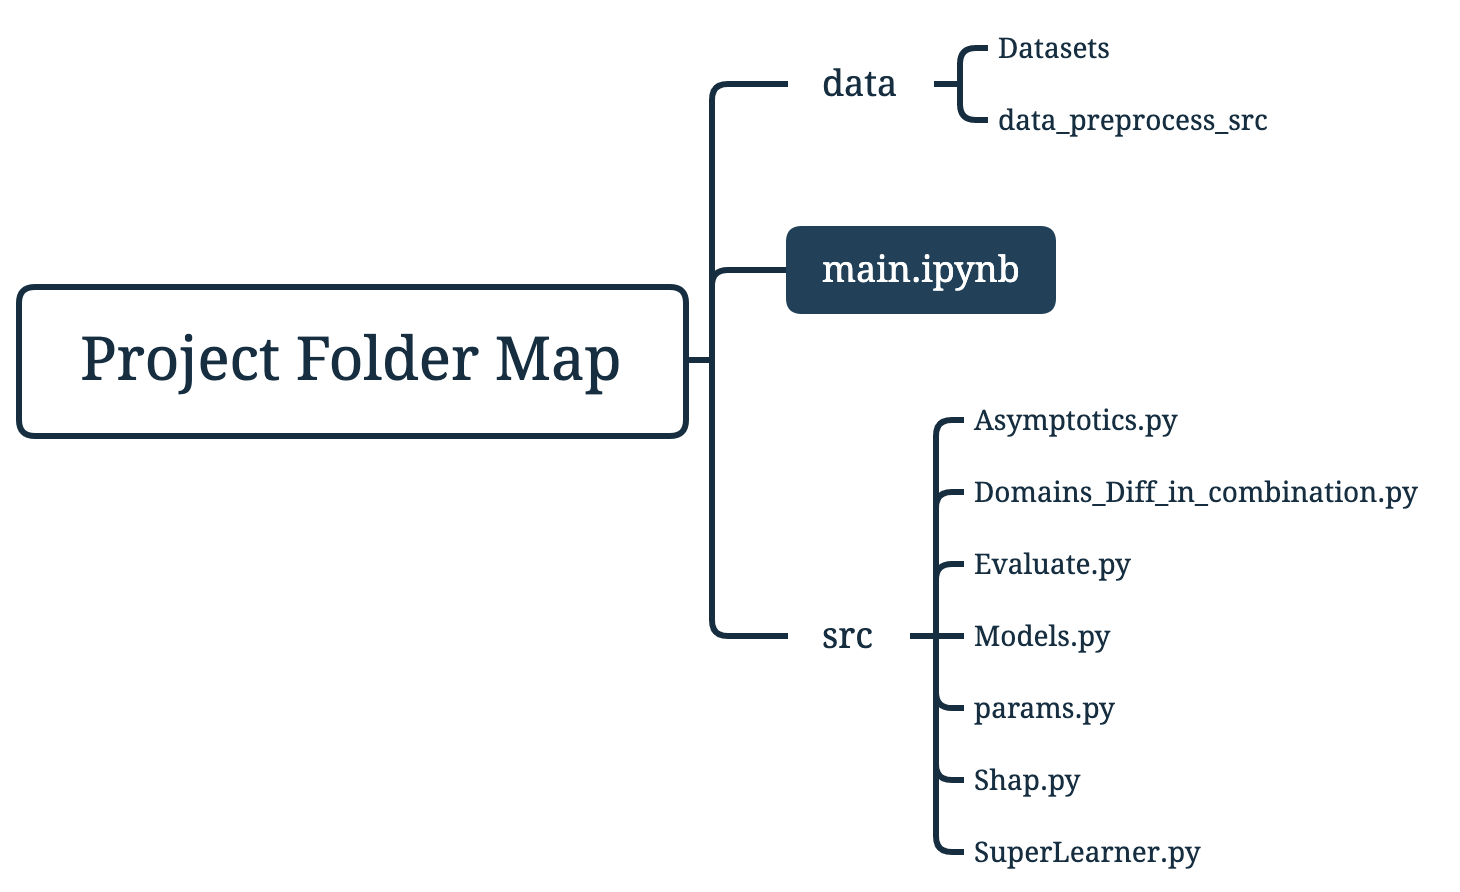 Project Folder Map
data
Datasets
data_preprocess_src
main.ipynb
src
Asymptotics.py
Domains_Diff_in_combination.py
Evaluate.py
Models.py
params.py
Shap.py
SuperLearner.py